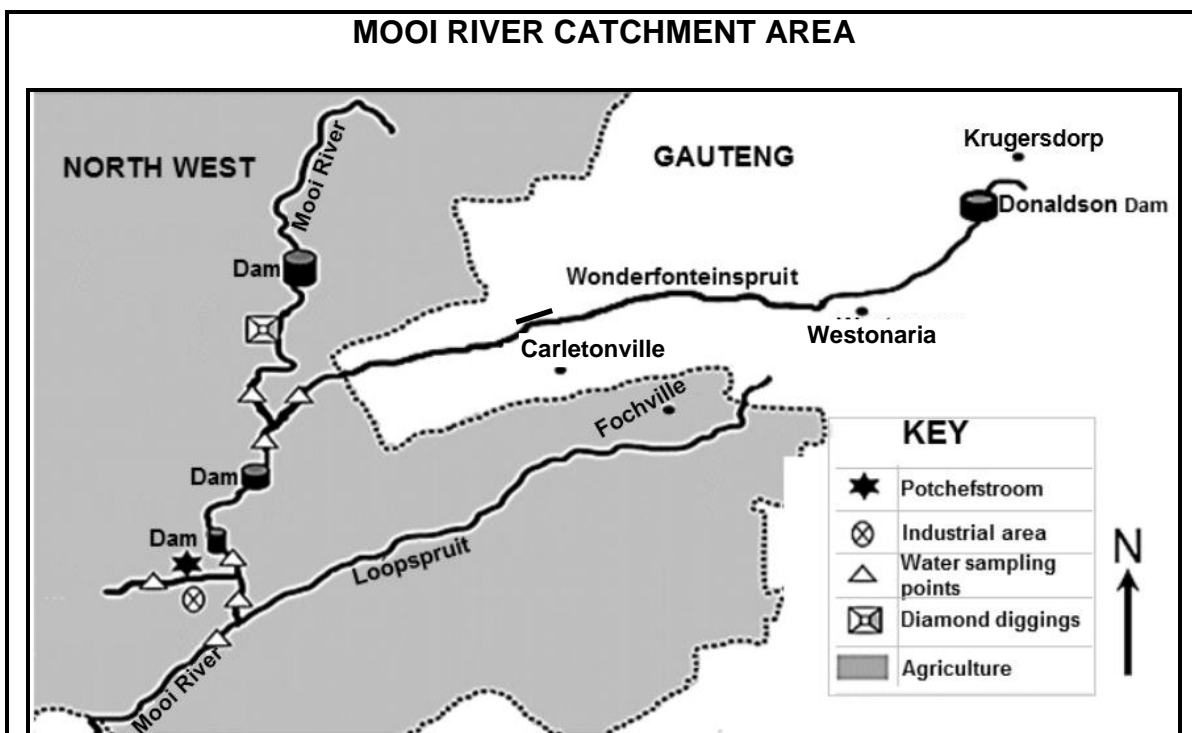 MOOI RIVER CATCHMENT AREA
NORTH WEST
Mooi River
GAUTENG
Krugersdorp
Donaldson Dam
Dam
Wonderfonteinspruit
Carletonville
Westonaria
Fochville
Dam
Dam
Loopspruit
Mooi River
KEY
Potchefstroom
Industrial area
Water sampling
points
Diamond diggings
Agriculture
N